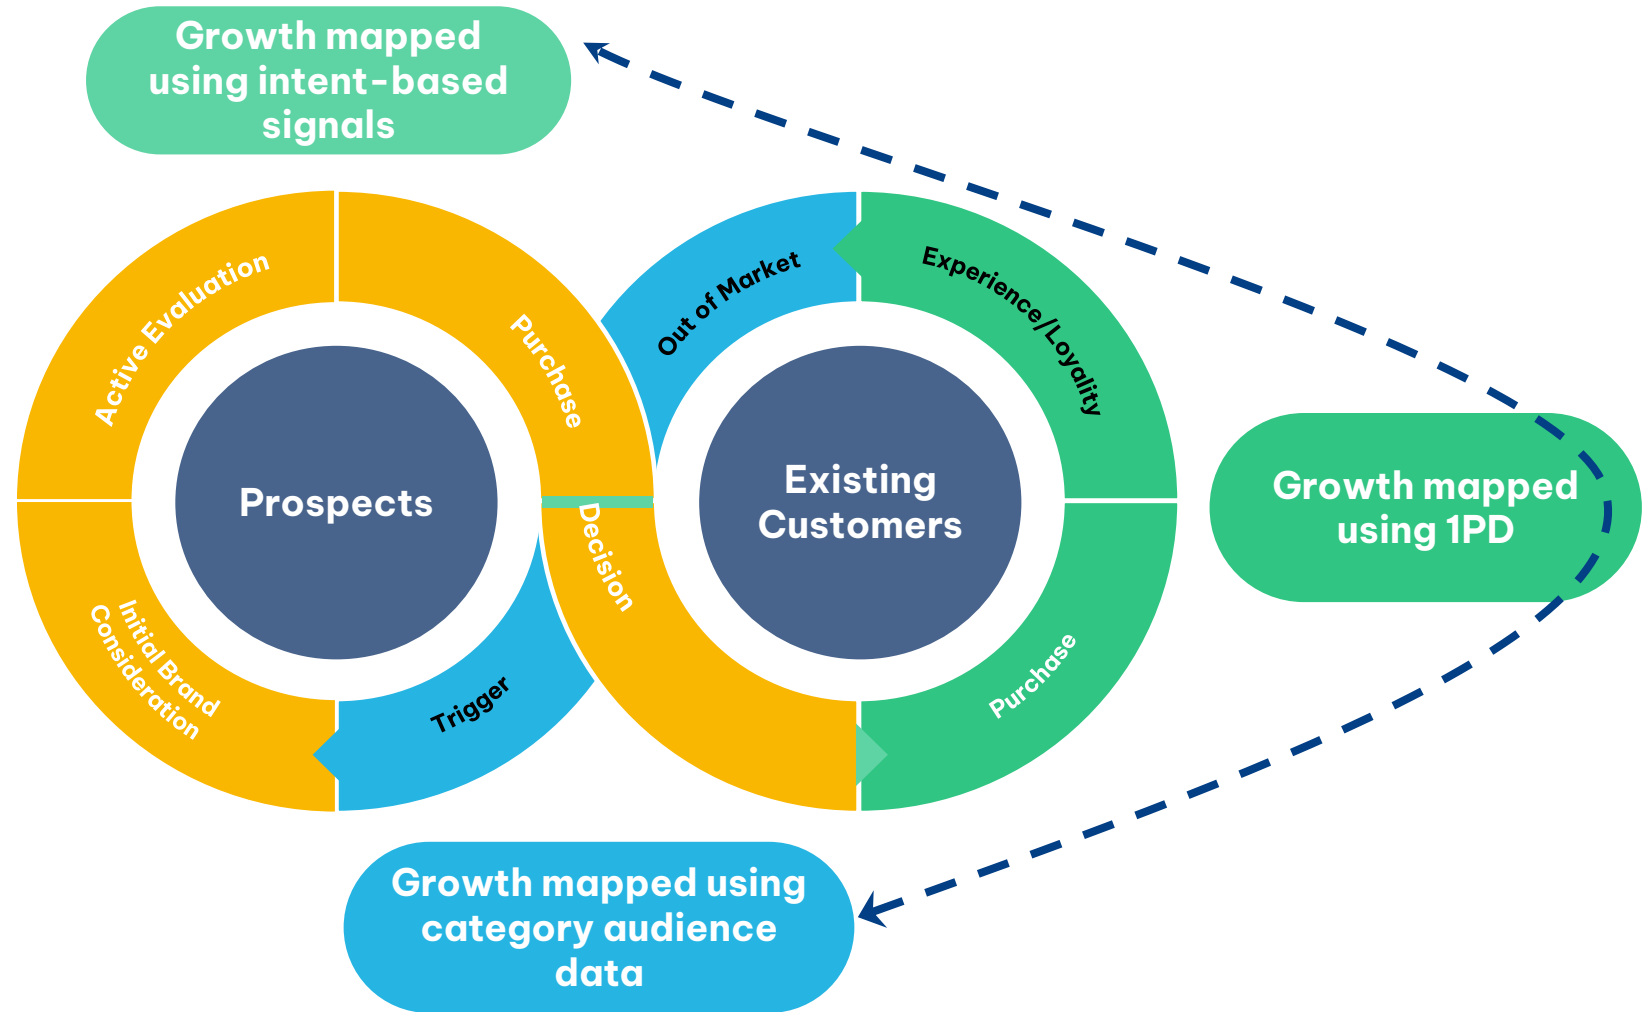 Growth mapped
using intent-based
signals
Active Evaluation
Purchase
Out of Market
Experience/Loyality
Prospects
Existing
Customers
Growth mapped
using 1PD
Decision
Initial Brand
Consideration
Trigger
Purchase
Growth mapped using
category audience
data